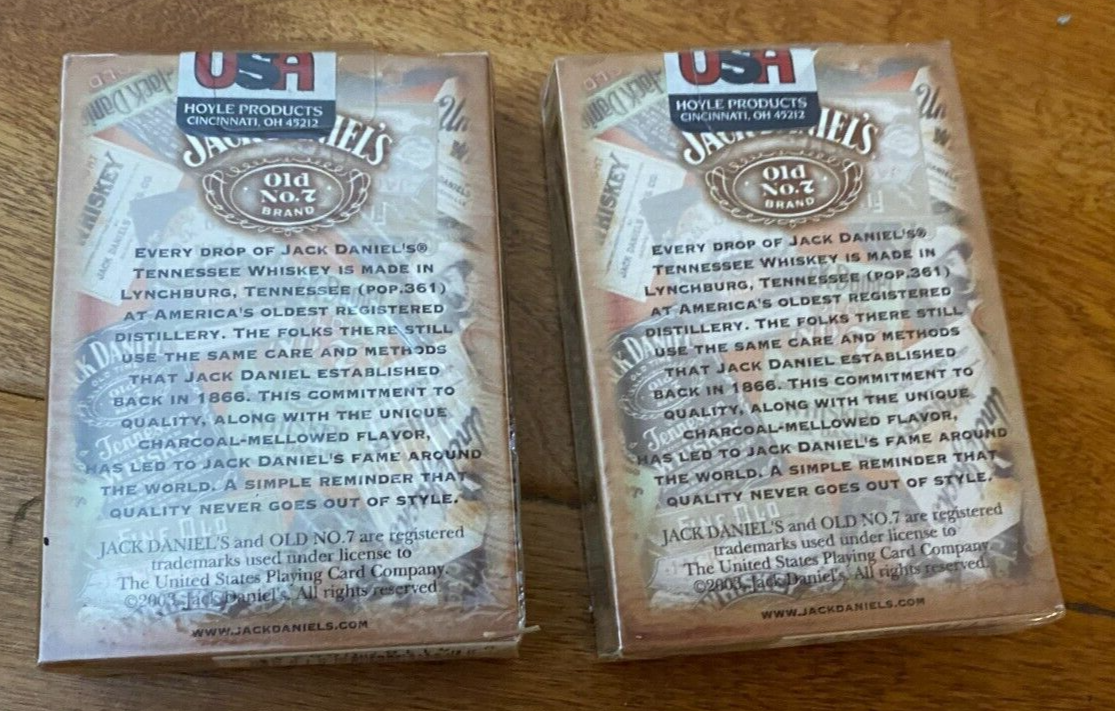 USA
HOYLE PRODUCTS
CINCINNATI, OH 45212
JACK DANIEL'S
Old
No.7
BRAND
EVERY DROP OF JACK DANIEL'S®
TENNESSEE WHISKEY IS MADE IN
LYNCHBURG, TENNESSEE (POP.361)
AT AMERICA'S OLDEST REGISTERED
DISTILLERY. THE FOLKS THERE STILL
USE THE SAME CARE AND METHODS
THAT JACK DANIEL ESTABLISHED
BACK IN 1866. THIS COMMITMENT TO
QUALITY, ALONG WITH THE UNIQUE
CHARCOAL-MELLOWED FLAVOR,
HAS LED TO JACK DANIEL'S FAME AROUND
THE WORLD. A SIMPLE REMINDER THAT
QUALITY NEVER GOES OUT OF STYLE.
JACK DANIEL'S and OLD NO.7 are registered
trademarks used under license to
The United States Playing Card Company.
©2003 Jack Daniel's. All rights reserved.
WWW.JACKDANIELS.COM
WHISKEY
USA
HOYLE PRODUCTS
CINCINNATI, OH 45212
JACK DANIEL'S
Old
No.7
BRAND
EVERY DROP OF JACK DANIEL'S®
TENNESSEE WHISKEY IS MADE IN
LYNCHBURG, TENNESSEE (POP.361)
AT AMERICA'S OLDEST REGISTERED
DISTILLERY. THE FOLKS THERE STILL
USE THE SAME CARE AND METHODS
THAT JACK DANIEL ESTABLISHED
BACK IN 1866. THIS COMMITMENT TO
QUALITY, ALONG WITH THE UNIQUE
CHARCOAL-MELLOWED FLAVOR,
HAS LED TO JACK DANIEL'S FAME AROUND
THE WORLD. A SIMPLE REMINDER THAT
QUALITY NEVER GOES OUT OF STYLE.
JACK DANIEL'S and OLD NO.7 are registered
trademarks used under license to
The United States Playing Card Company.
©2003 Jack Daniel's. All rights reserved.
WWW.JACKDANIELS.COM
WHISKEY